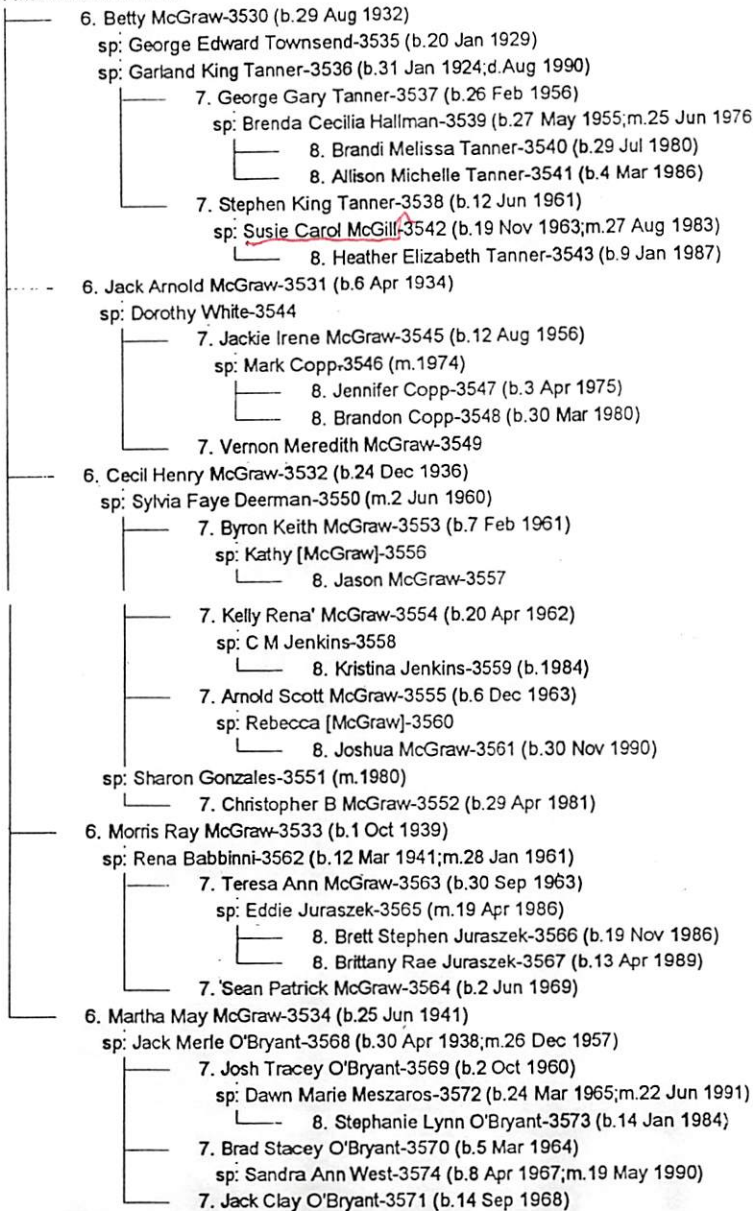 6. Betty McGraw-3530 (b.29 Aug 1932)
sp: George Edward Townsend-3535 (b.20 Jan 1929)
sp: Garland King Tanner-3536 (b.31 Jan 1924;d.Aug 1990)
7. George Gary Tanner-3537 (b.26 Feb 1956)
sp: Brenda Cecilia Hallman-3539 (b.27 May 1955;m.25 Jun 1976
8. Brandi Melissa Tanner-3540 (b.29 Jul 1980)
8. Allison Michelle Tanner-3541 (b.4 Mar 1986)
7. Stephen King Tanner-3538 (b.12 Jun 1961)
sp: Susie Carol McGill-3542 (b.19 Nov 1963;m.27 Aug 1983)
8. Heather Elizabeth Tanner-3543 (b.9 Jan 1987)
6. Jack Arnold McGraw-3531 (b.6 Apr 1934)
sp: Dorothy White-3544
7. Jackie Irene McGraw-3545 (b.12 Aug 1956)
sp: Mark Copp-3546 (m.1974)
8. Jennifer Copp-3547 (b.3 Apr 1975)
8. Brandon Copp-3548 (b.30 Mar 1980)
7. Vernon Meredith McGraw-3549
6. Cecil Henry McGraw-3532 (b.24 Dec 1936)
sp: Sylvia Faye Deerman-3550 (m.2 Jun 1960)
7. Byron Keith McGraw-3553 (b.7 Feb 1961)
sp: Kathy [McGraw]-3556
8. Jason McGraw-3557
7. Kelly Rena' McGraw-3554 (b.20 Apr 1962)
sp: C M Jenkins-3558
8. Kristina Jenkins-3559 (b.1984)
7. Arnold Scott McGraw-3555 (b.6 Dec 1963)
sp: Rebecca [McGraw]-3560
8. Joshua McGraw-3561 (b.30 Nov 1990)
sp: Sharon Gonzales-3551 (m.1980)
7. Christopher B McGraw-3552 (b.29 Apr 1981)
6. Morris Ray McGraw-3533 (b.1 Oct 1939)
sp: Rena Babbinni-3562 (b.12 Mar 1941;m.28 Jan 1961)
7. Teresa Ann McGraw-3563 (b.30 Sep 1963)
sp: Eddie Juraszek-3565 (m.19 Apr 1986)
8. Brett Stephen Juraszek-3566 (b.19 Nov 1986)
8. Brittany Rae Juraszek-3567 (b.13 Apr 1989)
7. Sean Patrick McGraw-3564 (b.2 Jun 1969)
6. Martha May McGraw-3534 (b.25 Jun 1941)
sp: Jack Merle O'Bryant-3568 (b.30 Apr 1938;m.26 Dec 1957)
7. Josh Tracey O'Bryant-3569 (b.2 Oct 1960)
sp: Dawn Marie Meszaros-3572 (b.24 Mar 1965;m.22 Jun 1991)
8. Stephanie Lynn O'Bryant-3573 (b.14 Jan 1984)
7. Brad Stacey O'Bryant-3570 (b.5 Mar 1964)
sp: Sandra Ann West-3574 (b.8 Apr 1967;m.19 May 1990)
7. Jack Clay O'Bryant-3571 (b.14 Sep 1968)